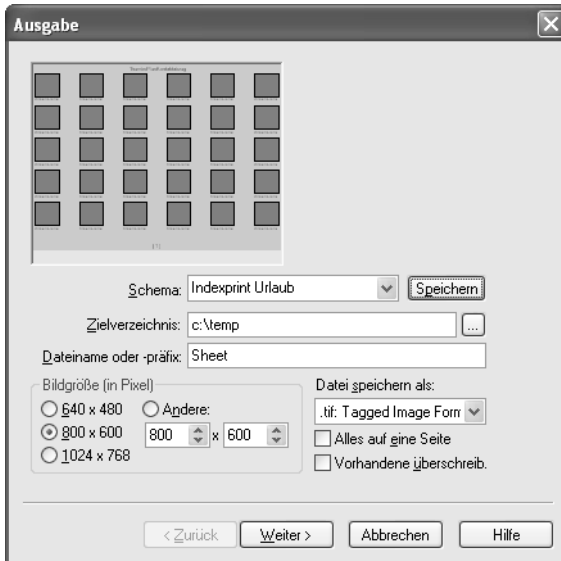 Ausgabe
[1]
Schema: Indexprint Urlaub Speichern
Zielverzeichnis: c:\temp ...
Dateiname oder -präfix: Sheet
Bildgröße (in Pixel) Datei speichern als:
640 x 480 Andere: .tif: Tagged Image Forr
800 x 600 800 x 600 Alles auf eine Seite
1024 x 768 Vorhandene überschreib.
< Zurück Weiter > Abbrechen Hilfe